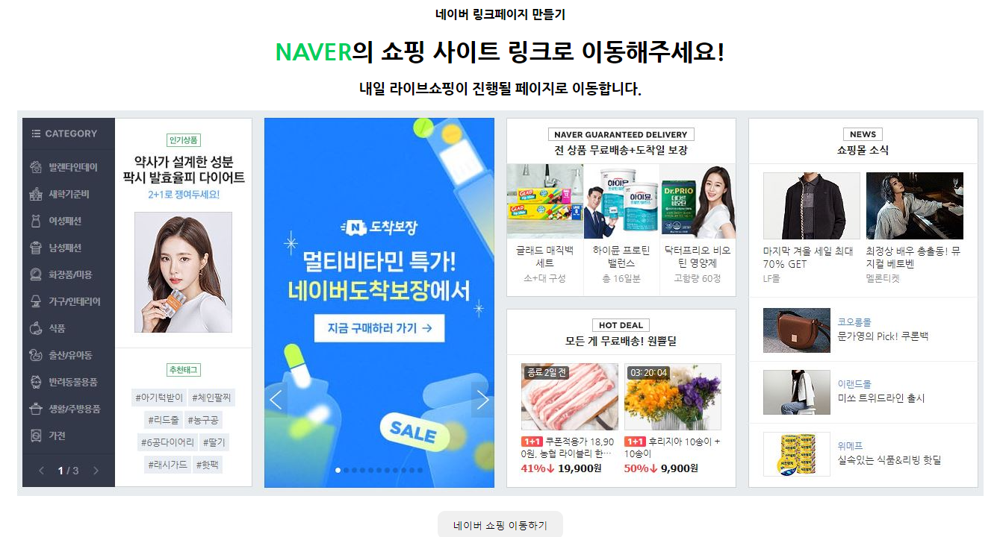 네이버 링크페이지 만들기
NAVER의 쇼핑 사이트 링크로 이동해주세요!
내일 라이브쇼핑이 진행될 페이지로 이동합니다.
CATEGORY
발렌타인데이
새학기준비
여성패션
남성패션
화장품/미용
가구/인테리어
식품
출산/유아동
반려동물용품
생활/주방용품
가전
1 / 3
인기상품
약사가 설계한 성분
팍시 발효율피 다이어트
2+1로 쟁여두세요!
추천태그
#아기턱받이 #체인팔찌
#리드줄 #농구공
#6공다이어리 #딸기
#래시가드 #핫팩
N 도착보장
멀티비타민 특가!
네이버도착보장에서
지금 구매하러 가기 →
SALE
NAVER GUARANTEED DELIVERY
전 상품 무료배송+도착일 보장
GLAD
GLAD
하이뮨
하이뮨
Dr.PRIO
글래드 매직백
세트
소+대 구성
하이뮨 프로틴
밸런스
총 16일분
닥터프리오 비오
틴 영양제
고함량 60정
HOT DEAL
모든 게 무료배송! 원쁠딜
종료 2일 전
1+1 쿠폰적용가 18,90
0원, 농협 라이블리 한…
41%↓ 19,900원
03: 20: 04
1+1 후리지아 10송이 +
10송이
50%↓ 9,900원
NEWS
쇼핑몰 소식
마지막 겨울 세일 최대
70% GET
LF몰
최정상 배우 총출동! 뮤
지컬 베토벤
멜론티켓
코오롱몰
문가영의 Pick! 쿠론백
이랜드몰
미쏘 트위드라인 출시
위메프
실속있는 식품&리빙 핫딜
네이버 쇼핑 이동하기